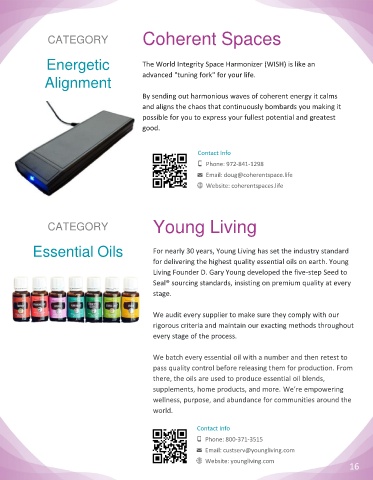 CATEGORY
Coherent Spaces
Energetic
Alignment
The World Integrity Space Harmonizer (WISH) is like an
advanced "tuning fork" for your life.
By sending out harmonious waves of coherent energy it calms
and aligns the chaos that continuously bombards you making it
possible for you to express your fullest potential and greatest
good.
Contact Info
Phone: 972-841-1298
Email: doug@coherentspace.life
Website: coherentspaces.life
CATEGORY
Young Living
Essential Oils
For nearly 30 years, Young Living has set the industry standard
for delivering the highest quality essential oils on earth. Young
Living Founder D. Gary Young developed the five-step Seed to
Seal® sourcing standards, insisting on premium quality at every
stage.
We audit every supplier to make sure they comply with our
rigorous criteria and maintain our exacting methods throughout
every stage of the process.
We batch every essential oil with a number and then retest to
pass quality control before releasing them for production. From
there, the oils are used to produce essential oil blends,
supplements, home products, and more. We're empowering
wellness, purpose, and abundance for communities around the
world.
Contact Info
Phone: 800-371-3515
Email: custserv@youngliving.com
Website: youngliving.com
16